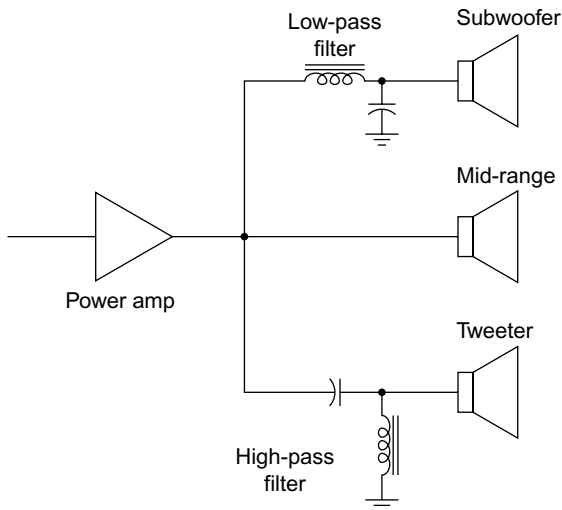 Low-pass
filter
Subwoofer
Mid-range
Power amp
Tweeter
High-pass
filter